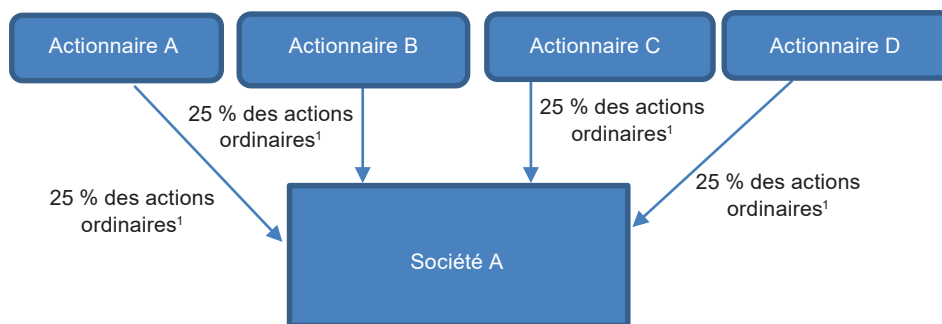 Actionnaire A
Actionnaire B
Actionnaire C
Actionnaire D
25 % des actions
ordinaires¹
25 % des actions
ordinaires¹
25 % des actions
ordinaires¹
25 % des actions
ordinaires¹
Société A